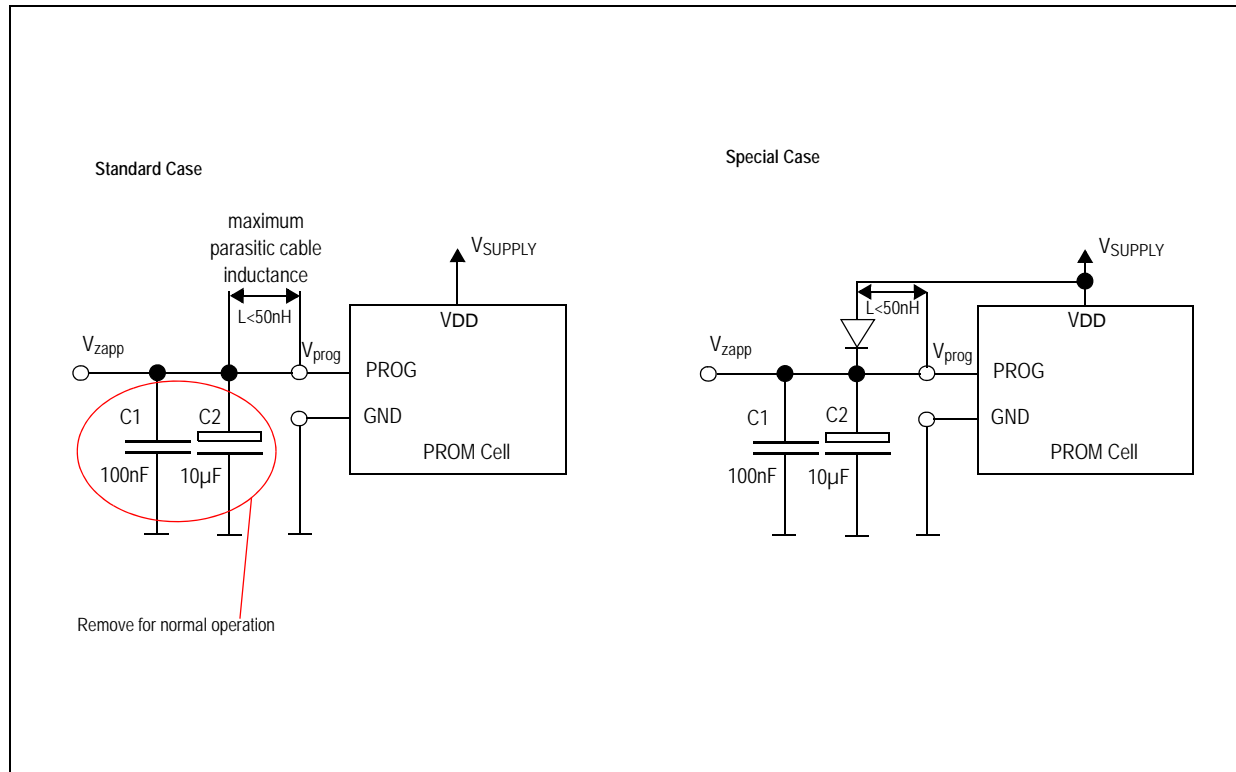 Standard Case
maximum
parasitic cable
inductance
L<50nH
VSUPPLY
VDD
Vzapp
Vprog
PROG
GND
C1
C2
100nF
10µF
PROM Cell
Remove for normal operation
Special Case
VSUPPLY
L<50nH
VDD
Vzapp
Vprog
PROG
GND
C1
C2
100nF
10µF
PROM Cell